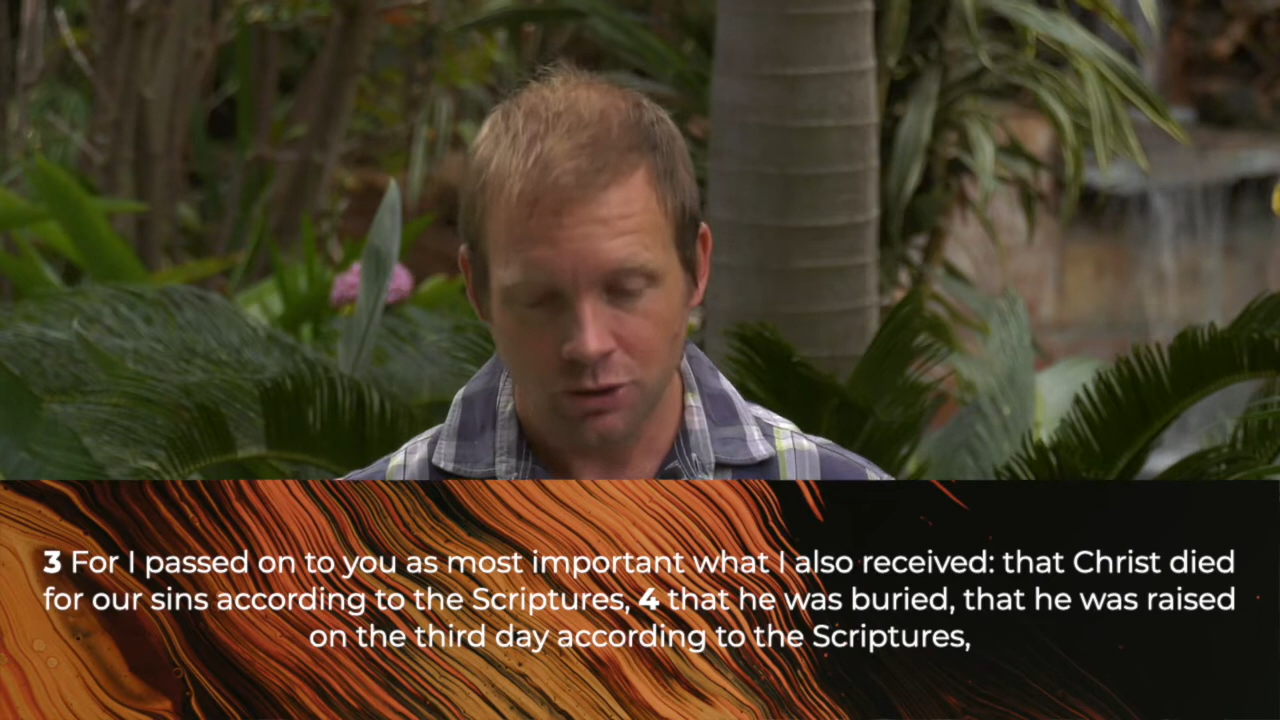 3 For I passed on to you as most important what I also received: that Christ died
for our sins according to the Scriptures, 4 that he was buried, that he was raised
on the third day according to the Scriptures,